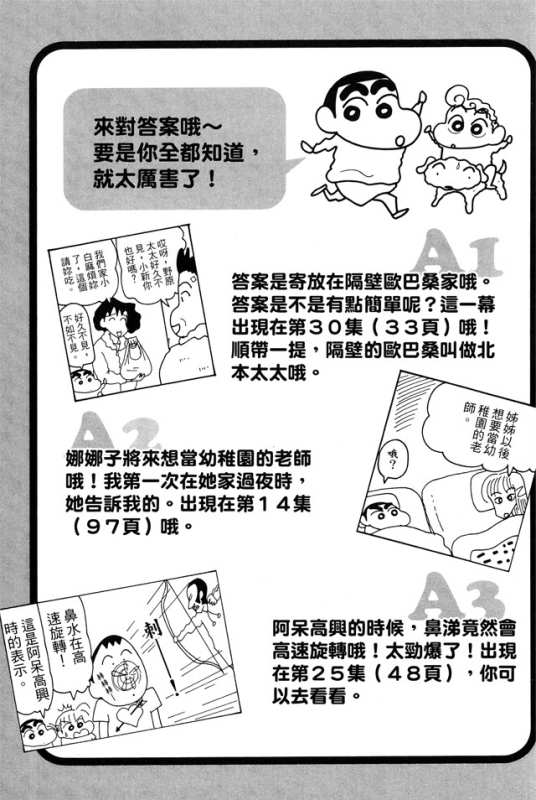 來對答案哦～
要是你全都知道，
就太厲害了！
A1
答案是寄放在隔壁歐巴桑家哦。
答案是不是有點簡單呢？這一幕
出現在第30集（33頁）哦！
順帶一提，隔壁的歐巴桑叫做北
本太太哦。
哎呀，野原
太太好久不
見，小新你
也好嗎？
我們家小
白麻煩妳
了，這個
請妳吃。
好久不見，
不如不見。
A2
娜娜子將來想當幼稚園的老師
哦！我第一次在她家過夜時，
她告訴我的。出現在第14集
（97頁）哦。
姊姊以後
想要當幼
稚園的老
師。
哦？
A3
阿呆高興的時候，鼻涕竟然會
高速旋轉哦！太勁爆了！出現
在第25集（48頁），你可
以去看看。
刺！
鼻水在高
速旋轉！
這是阿呆高興
時的表示。